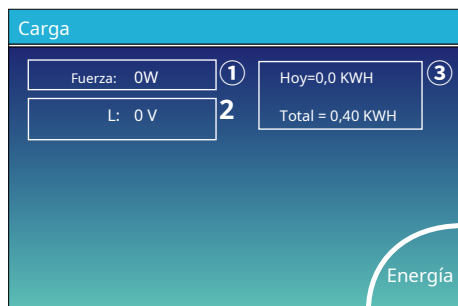 Carga
Fuerza: 0W ①
L: 0 V 2
Hoy=0,0 KWH ③
Total = 0,40 KWH
Energía